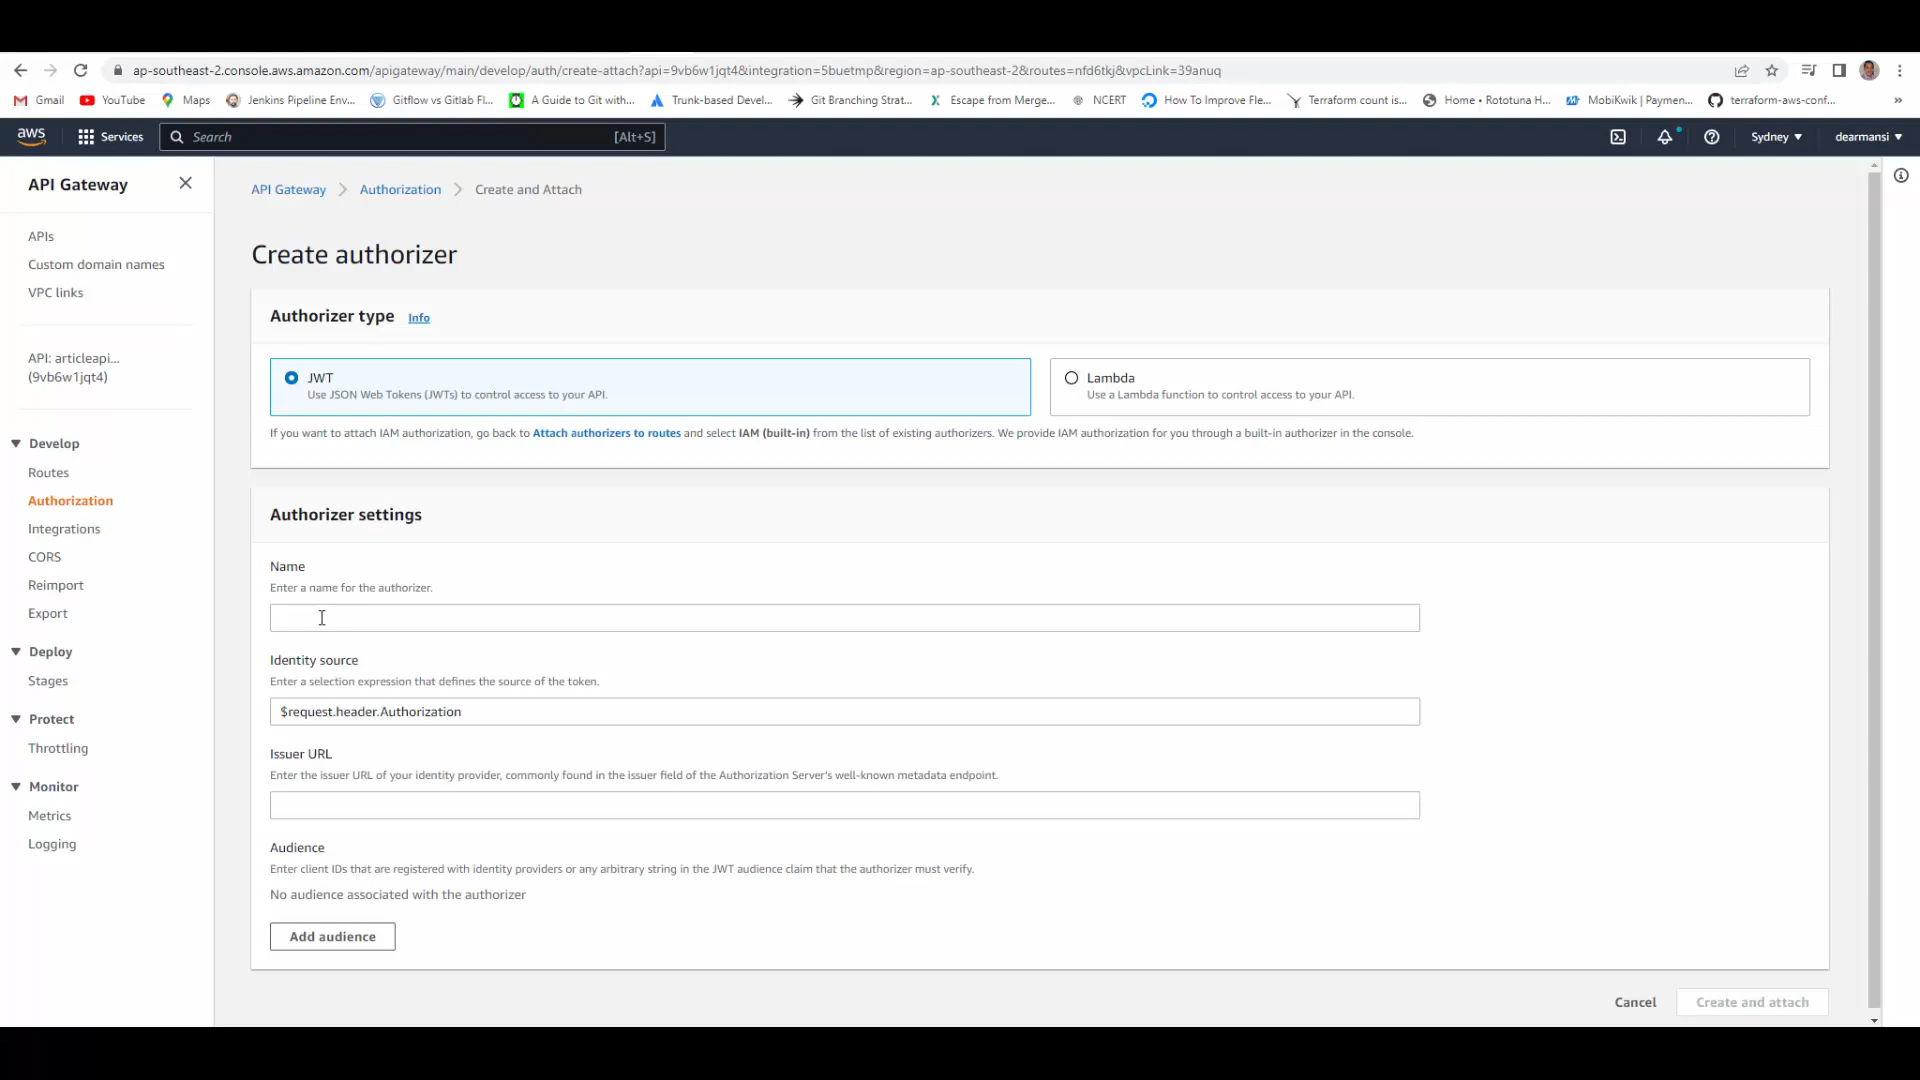 ap-southeast-2.console.aws.amazon.com/apigateway/main/develop/auth/create-attach?api=9vb6w1jqt4&integration=5buetmp&region=ap-southeast-2&routes=nfd6tkj&vpcLink=39anuq
Gmail YouTube Maps Jenkins Pipeline Env... Gitflow vs Gitlab Fl... A Guide to Git with... Trunk-based Devel... Git Branching Strat... Escape from Merge... NCERT How To Improve Fle... Terraform count is... Home • Rototuna H... MobiKwik | Paymen... terraform-aws-conf... »
aws Services Search [Alt+S] Sydney dearmansi
API Gateway
APIs
Custom domain names
VPC links
API: articleapi...
(9vb6w1jqt4)
Develop
Routes
Authorization
Integrations
CORS
Reimport
Export
Deploy
Stages
Protect
Throttling
Monitor
Metrics
Logging
API Gateway Authorization Create and Attach
Create authorizer
Authorizer type Info
JWT
Use JSON Web Tokens (JWTs) to control access to your API.
Lambda
Use a Lambda function to control access to your API.
If you want to attach IAM authorization, go back to Attach authorizers to routes and select IAM (built-in) from the list of existing authorizers. We provide IAM authorization for you through a built-in authorizer in the console.
Authorizer settings
Name
Enter a name for the authorizer.
Identity source
Enter a selection expression that defines the source of the token.
$request.header.Authorization
Issuer URL
Enter the issuer URL of your identity provider, commonly found in the issuer field of the Authorization Server's well-known metadata endpoint.
Audience
Enter client IDs that are registered with identity providers or any arbitrary string in the JWT audience claim that the authorizer must verify.
No audience associated with the authorizer
Add audience
Cancel Create and attach